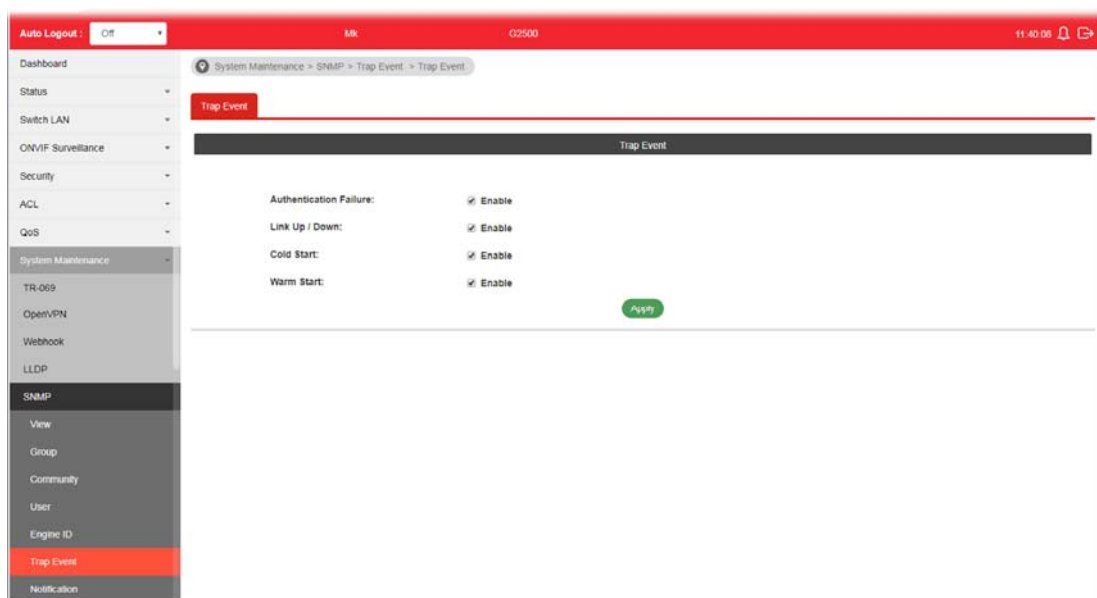 Auto Logout : Off Mk G2500 11:40:08
Dashboard
System Maintenance > SNMP > Trap Event > Trap Event
Status
Trap Event
Switch LAN
ONVIF Surveillance
Trap Event
Security
ACL
Authentication Failure: Enable
QoS
Link Up / Down: Enable
System Maintenance
Cold Start: Enable
TR-069
Warm Start: Enable
OpenVPN
Apply
Webhook
LLDP
SNMP
View
Group
Community
User
Engine ID
Trap Event
Notification